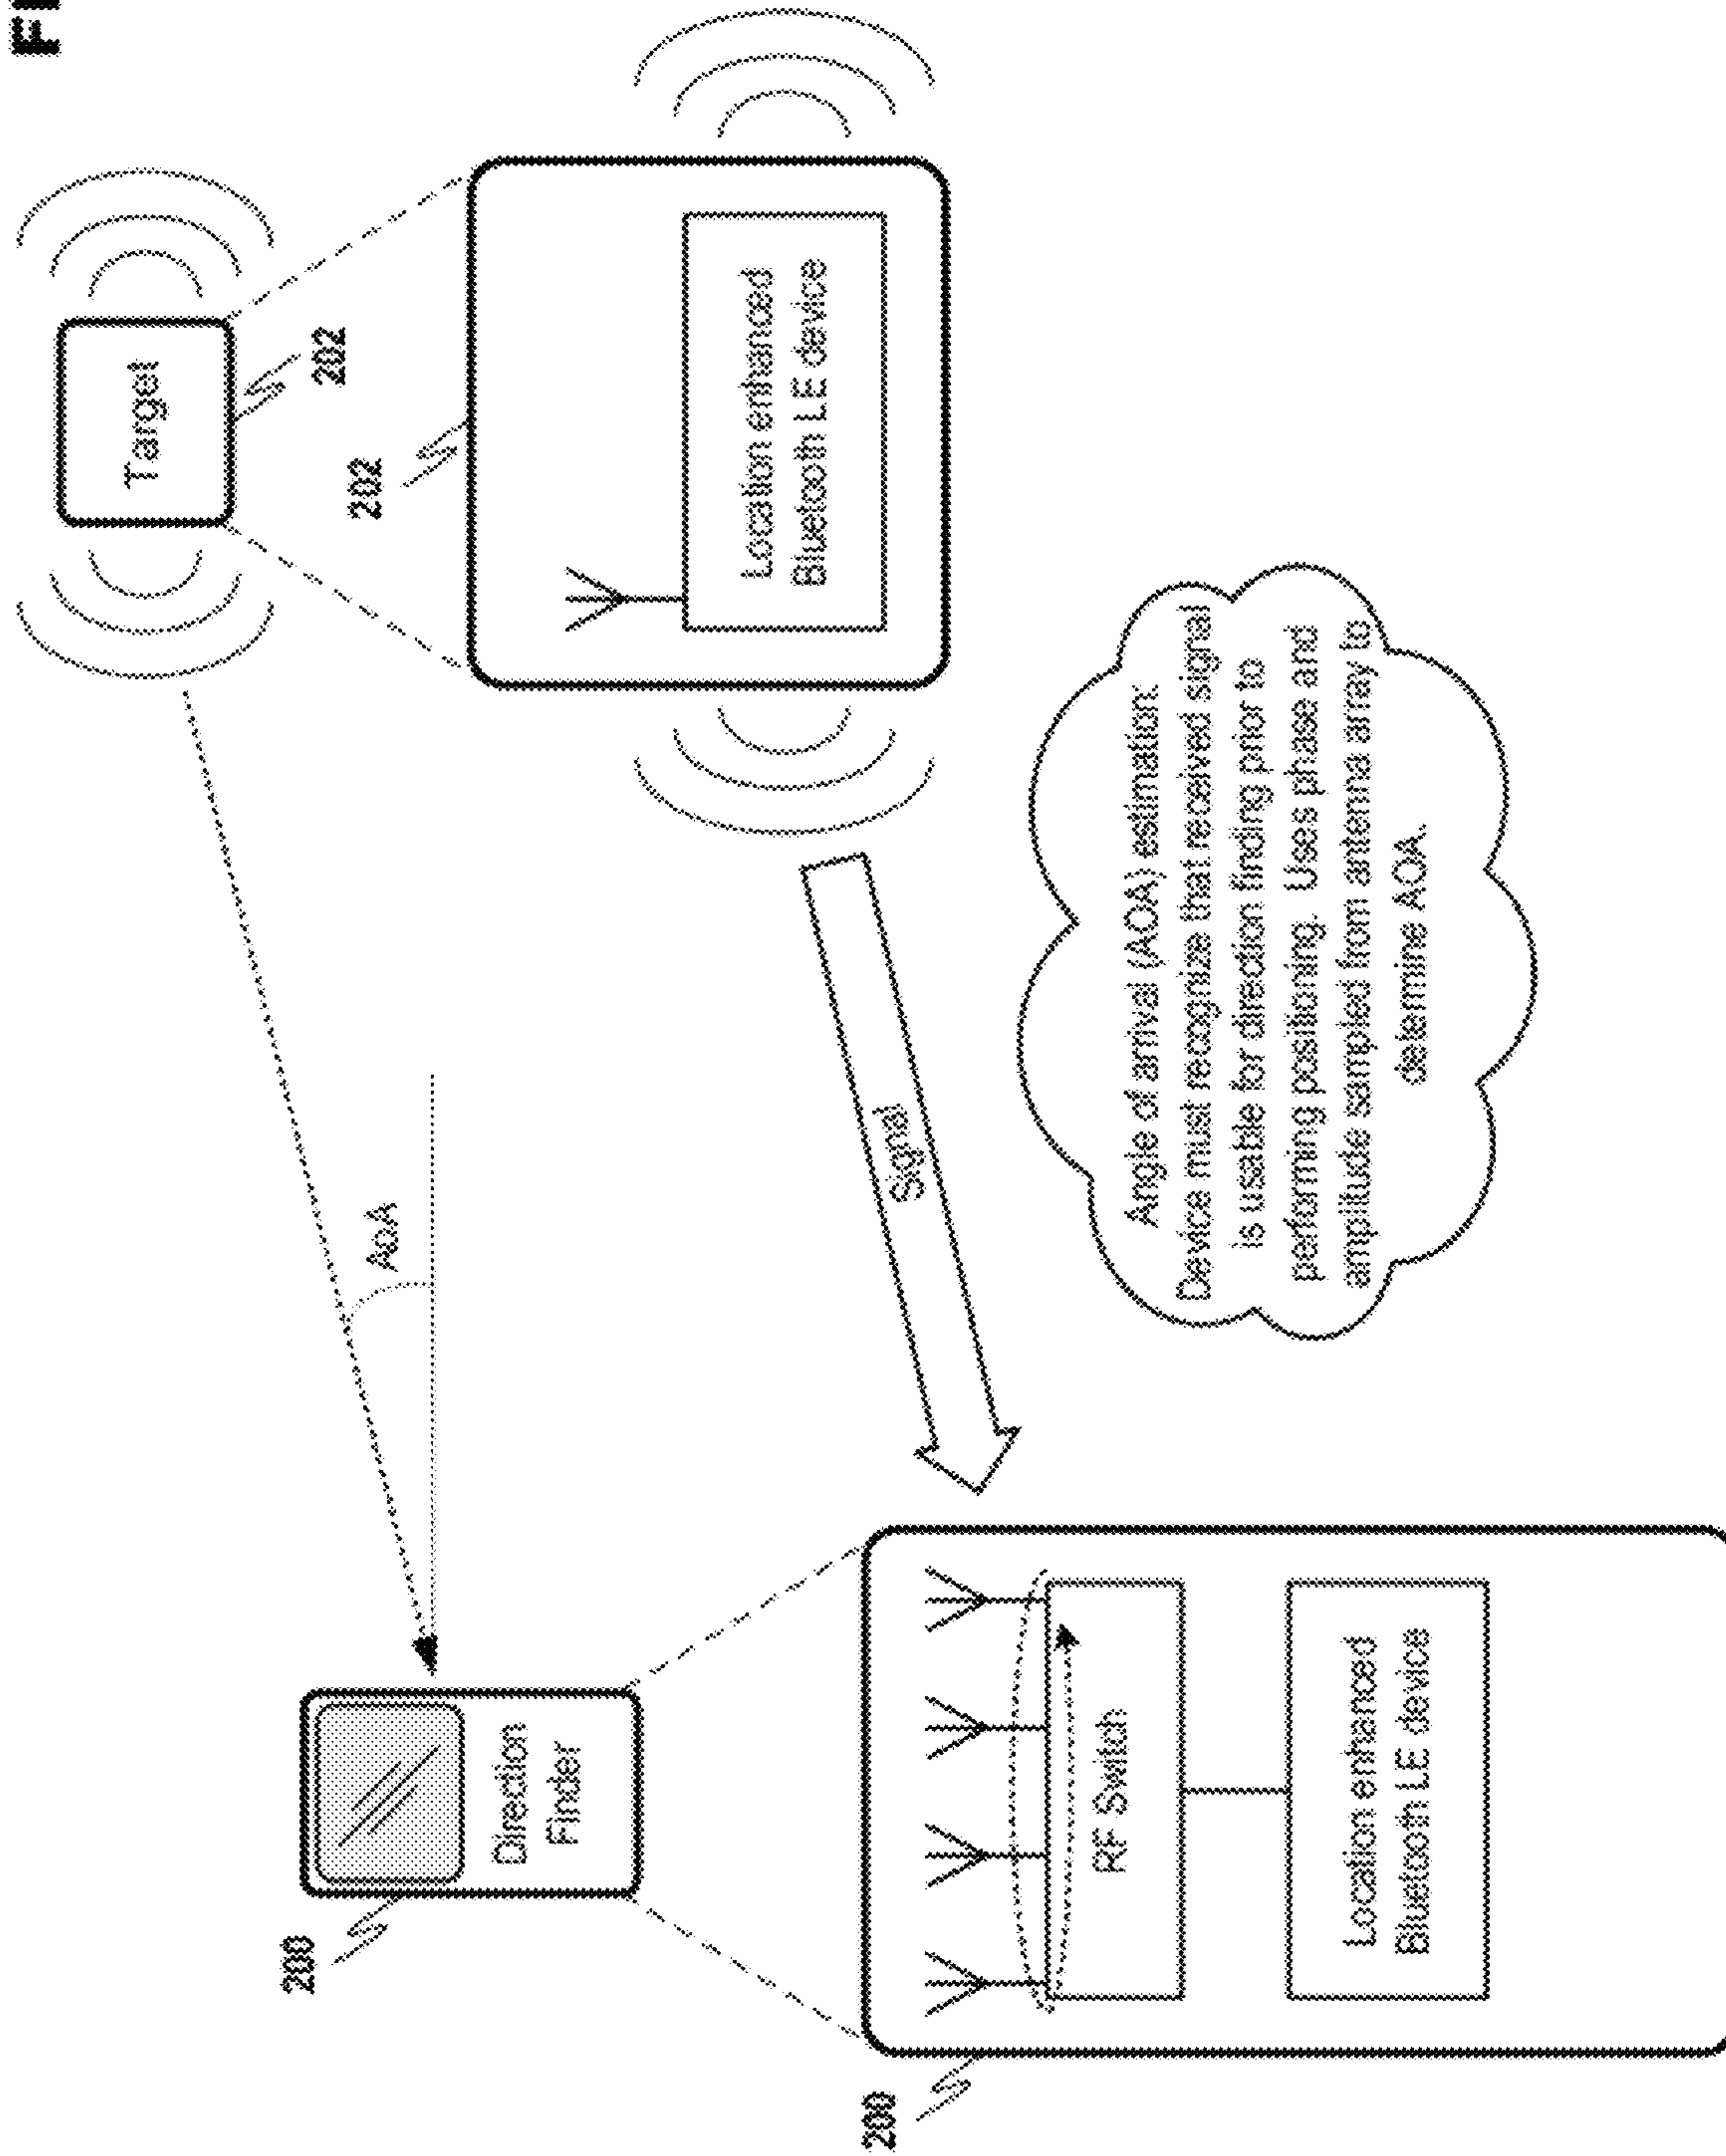 FI
Target
202
202
Location enhanced
Bluetooth LE device
AoA
Signal
200
Direction
Finder
200
RF Switch
Location enhanced
Bluetooth LE device
Angle of arrival (AOA) estimation:
Device must recognize that received signal
is usable for direction finding prior to
performing positioning. Uses phase and
amplitude sampled from antenna array to
determine AOA.